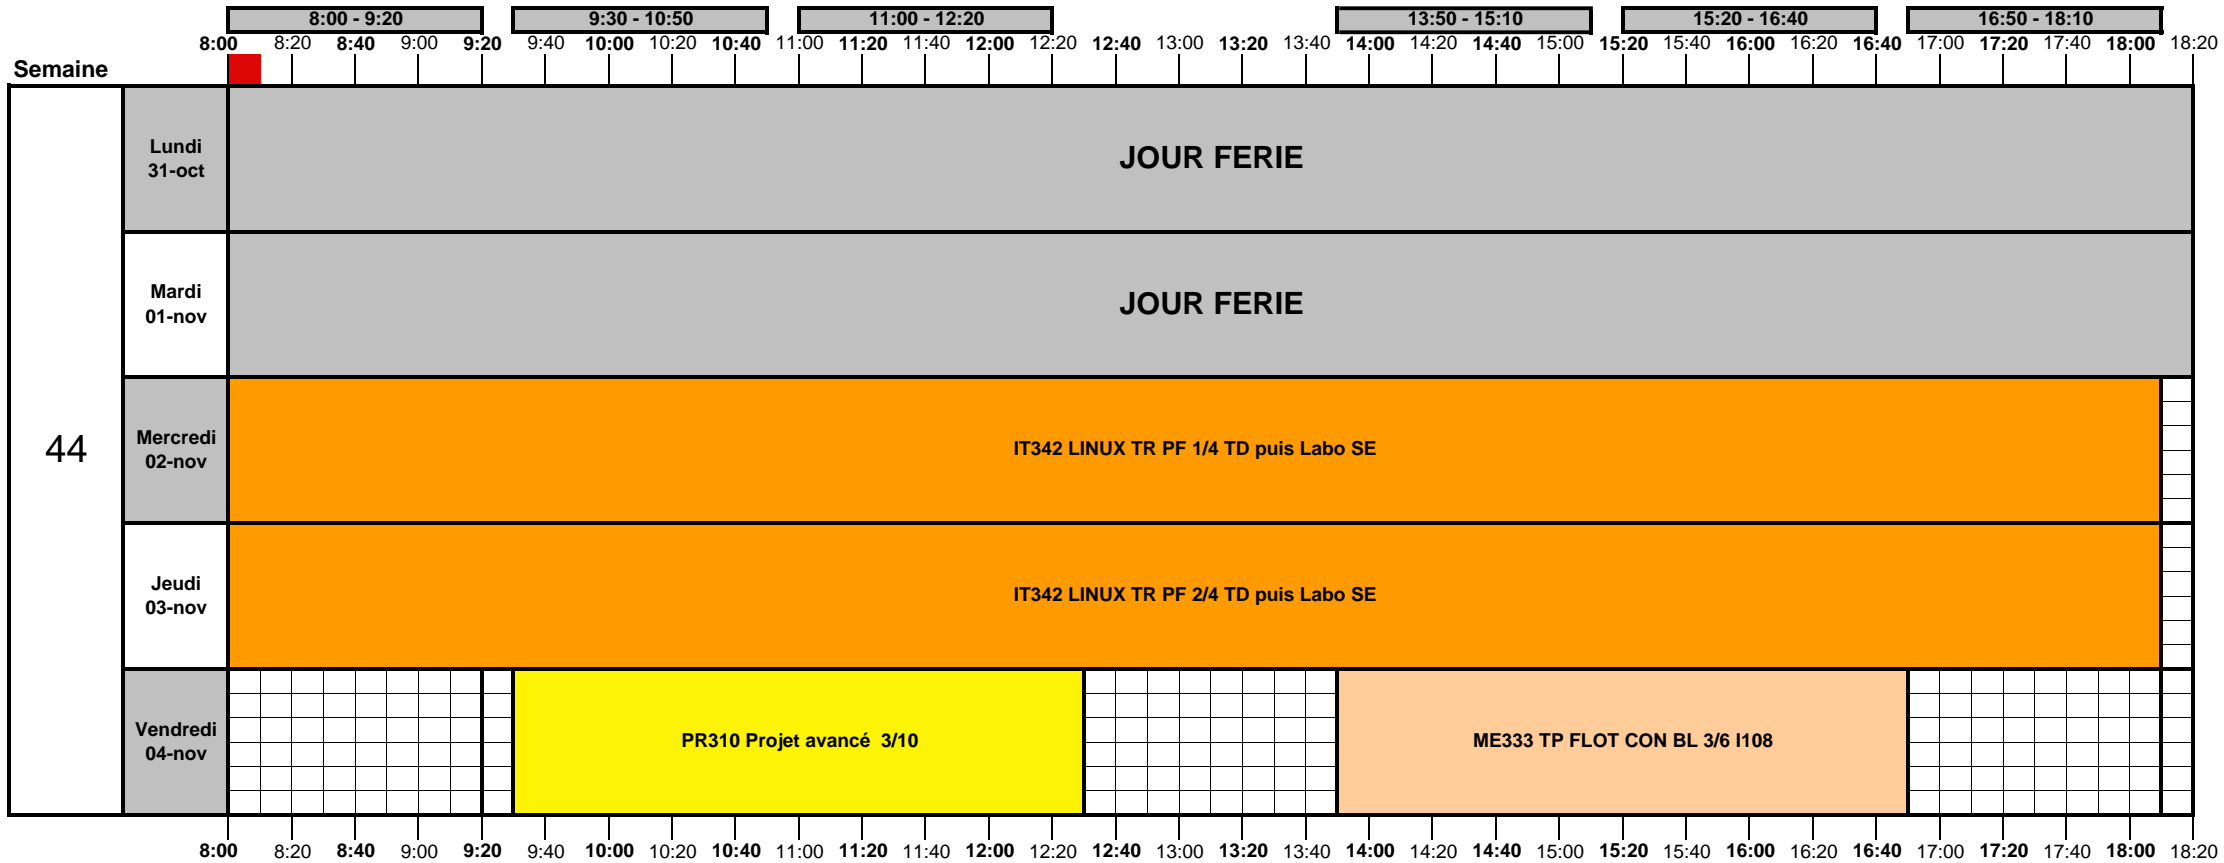 8:00 - 9:20 9:30 - 10:50 11:00 - 12:20 13:50 - 15:10 15:20 - 16:40 16:50 - 18:10
8:00 8:20 8:40 9:00 9:20 9:40 10:00 10:20 10:40 11:00 11:20 11:40 12:00 12:20 12:40 13:00 13:20 13:40 14:00 14:20 14:40 15:00 15:20 15:40 16:00 16:20 16:40 17:00 17:20 17:40 18:00 18:20
Semaine
44
Lundi
31-oct
JOUR FERIE
Mardi
01-nov
JOUR FERIE
Mercredi
02-nov
IT342 LINUX TR PF 1/4 TD puis Labo SE
Jeudi
03-nov
IT342 LINUX TR PF 2/4 TD puis Labo SE
Vendredi
04-nov
PR310 Projet avancé 3/10
ME333 TP FLOT CON BL 3/6 I108
8:00 8:20 8:40 9:00 9:20 9:40 10:00 10:20 10:40 11:00 11:20 11:40 12:00 12:20 12:40 13:00 13:20 13:40 14:00 14:20 14:40 15:00 15:20 15:40 16:00 16:20 16:40 17:00 17:20 17:40 18:00 18:20